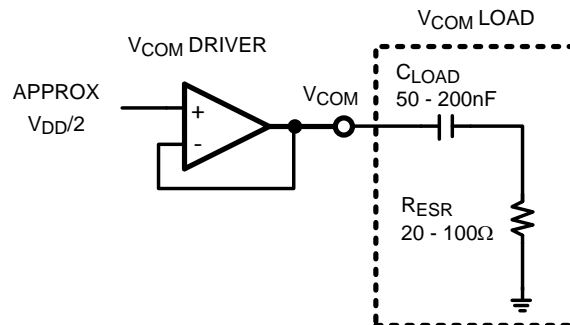 VCOM LOAD
VCOM DRIVER
CLOAD
50 - 200nF
APPROX
VDD/2
VCOM
+
-
RESR
20 - 100Ω